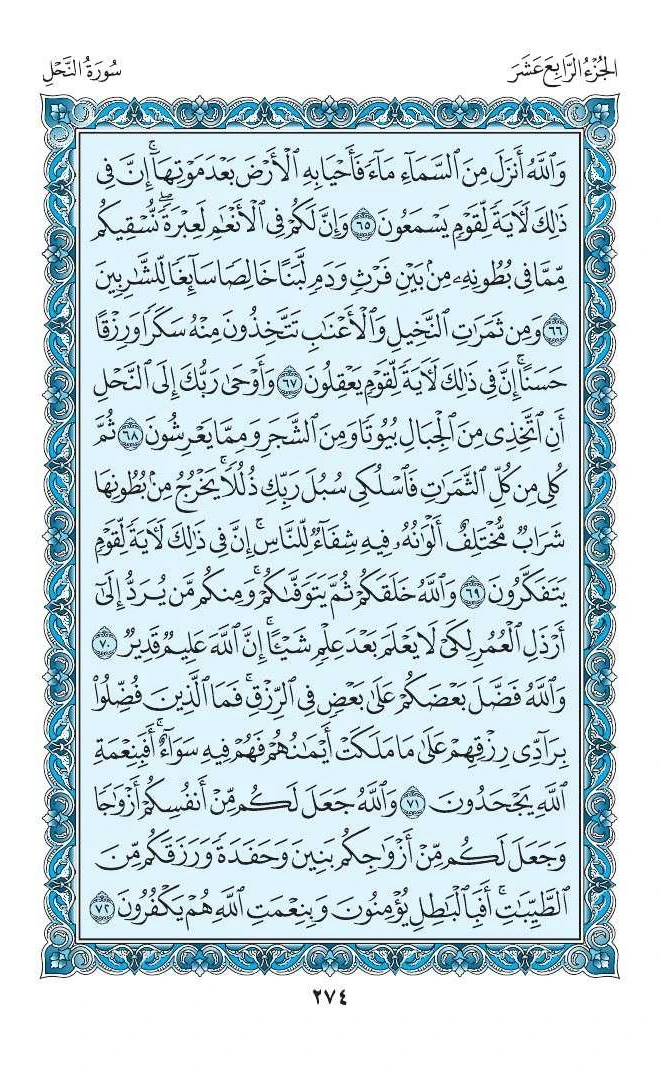 الجُزْءُ الرَّابِعَ عَشَرَ
سُورَةُ النَّحْلِ
وَٱللَّهُ أَنزَلَ مِنَ ٱلسَّمَآءِ مَآءً فَأَحْيَا بِهِ ٱلْأَرْضَ بَعْدَ مَوْتِهَآ ۚ إِنَّ فِى
ذَٰلِكَ لَءَايَةً لِّقَوْمٍ يَسْمَعُونَ ٦٥ وَإِنَّ لَكُمْ فِى ٱلْأَنْعَٰمِ لَعِبْرَةً ۖ نُّسْقِيكُم
مِّمَّا فِى بُطُونِهِۦ مِنۢ بَيْنِ فَرْثٍ وَدَمٍ لَّبَنًا خَالِصًا سَآئِغًا لِّلشَّٰرِبِينَ
٦٦ وَمِن ثَمَرَٰتِ ٱلنَّخِيلِ وَٱلْأَعْنَٰبِ تَتَّخِذُونَ مِنْهُ سَكَرًا وَرِزْقًا
حَسَنًا ۗ إِنَّ فِى ذَٰلِكَ لَءَايَةً لِّقَوْمٍ يَعْقِلُونَ ٦٧ وَأَوْحَىٰ رَبُّكَ إِلَى ٱلنَّحْلِ
أَنِ ٱتَّخِذِى مِنَ ٱلْجِبَالِ بُيُوتًا وَمِنَ ٱلشَّجَرِ وَمِمَّا يَعْرِشُونَ ٦٨ ثُمَّ
كُلِى مِن كُلِّ ٱلثَّمَرَٰتِ فَٱسْلُكِى سُبُلَ رَبِّكِ ذُلُلًا ۚ يَخْرُجُ مِنۢ بُطُونِهَا
شَرَابٌ مُّخْتَلِفٌ أَلْوَٰنُهُۥ فِيهِ شِفَآءٌ لِّلنَّاسِ ۗ إِنَّ فِى ذَٰلِكَ لَءَايَةً لِّقَوْمٍ
يَتَفَكَّرُونَ ٦٩ وَٱللَّهُ خَلَقَكُمْ ثُمَّ يَتَوَفَّىٰكُمْ ۚ وَمِنكُم مَّن يُرَدُّ إِلَىٰٓ
أَرْذَلِ ٱلْعُمُرِ لِكَىْ لَا يَعْلَمَ بَعْدَ عِلْمٍ شَيْـًٔا ۚ إِنَّ ٱللَّهَ عَلِيمٌ قَدِيرٌ ٧٠
وَٱللَّهُ فَضَّلَ بَعْضَكُمْ عَلَىٰ بَعْضٍ فِى ٱلرِّزْقِ ۚ فَمَا ٱلَّذِينَ فُضِّلُوا۟
بِرَآدِّى رِزْقِهِمْ عَلَىٰ مَا مَلَكَتْ أَيْمَٰنُهُمْ فَهُمْ فِيهِ سَوَآءٌ ۚ أَفَبِنِعْمَةِ
ٱللَّهِ يَجْحَدُونَ ٧١ وَٱللَّهُ جَعَلَ لَكُم مِّنْ أَنفُسِكُمْ أَزْوَٰجًا
وَجَعَلَ لَكُم مِّنْ أَزْوَٰجِكُم بَنِينَ وَحَفَدَةً وَرَزَقَكُم مِّنَ
ٱلطَّيِّبَٰتِ ۚ أَفَبِٱلْبَٰطِلِ يُؤْمِنُونَ وَبِنِعْمَتِ ٱللَّهِ هُمْ يَكْفُرُونَ ٧٢
٢٧٤